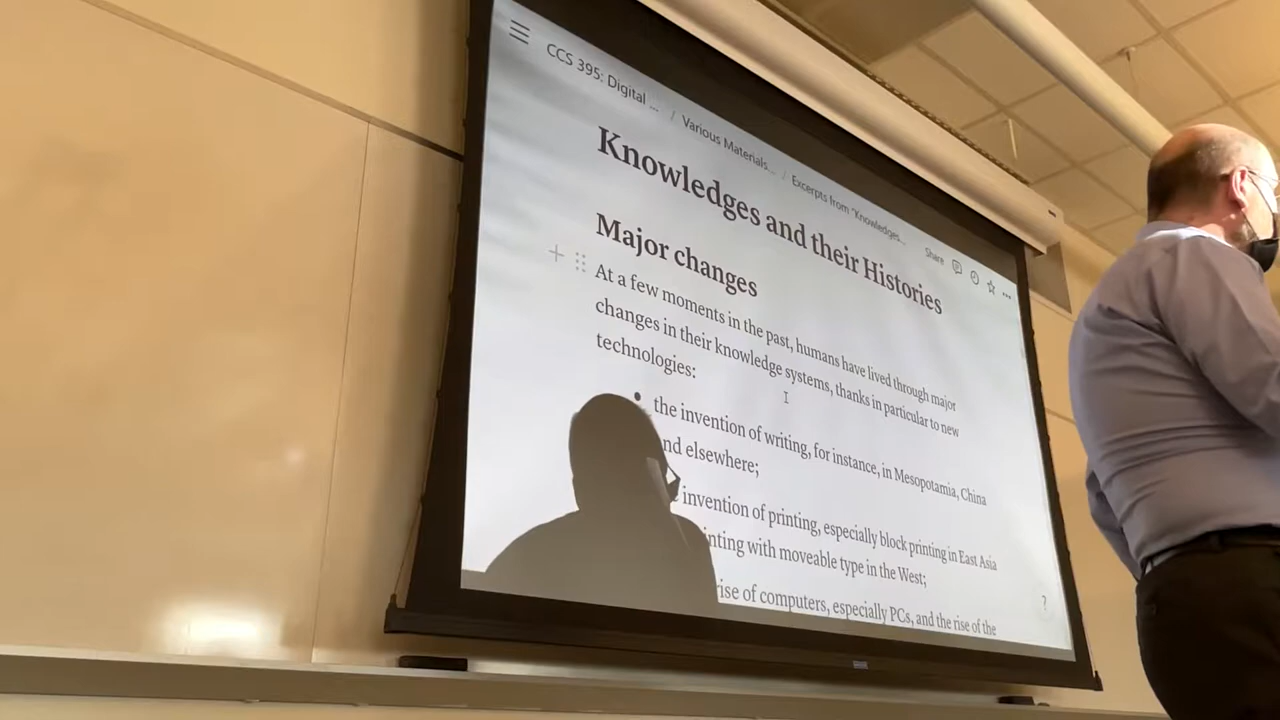 CCS 395: Digital ... / Various Materials... / Excerpts from "Knowledges...
Share
Knowledges and their Histories
Major changes
At a few moments in the past, humans have lived through major
changes in their knowledge systems, thanks in particular to new
technologies:
the invention of writing, for instance, in Mesopotamia, China
nd elsewhere;
invention of printing, especially block printing in East Asia
inting with moveable type in the West;
rise of computers, especially PCs, and the rise of the
?